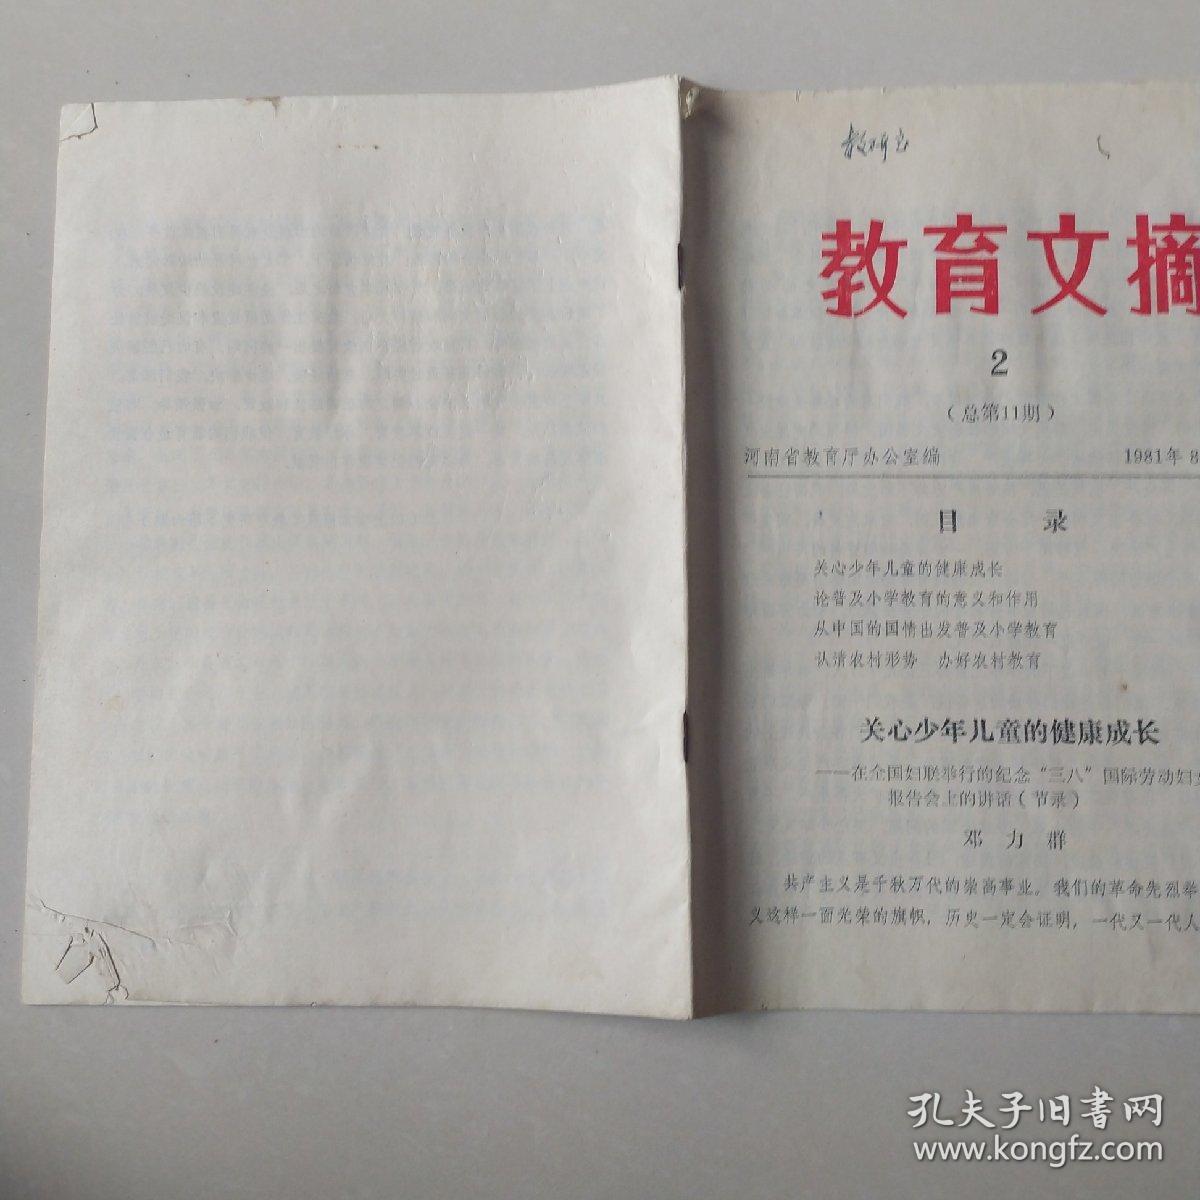 教研室
教育文摘
2
（总第11期）
河南省教育厅办公室编
1981年8
目 录
关心少年儿童的健康成长
论普及小学教育的意义和作用
从中国的国情出发普及小学教育
认清农村形势 办好农村教育
关心少年儿童的健康成长
——在全国妇联举行的纪念“三八”国际劳动妇女
报告会上的讲话（节录）
邓 力 群
共产主义是千秋万代的崇高事业。我们的革命先烈举
义这样一面光荣的旗帜，历史一定会证明，一代又一代人
孔夫子旧书网
www.kongfz.com